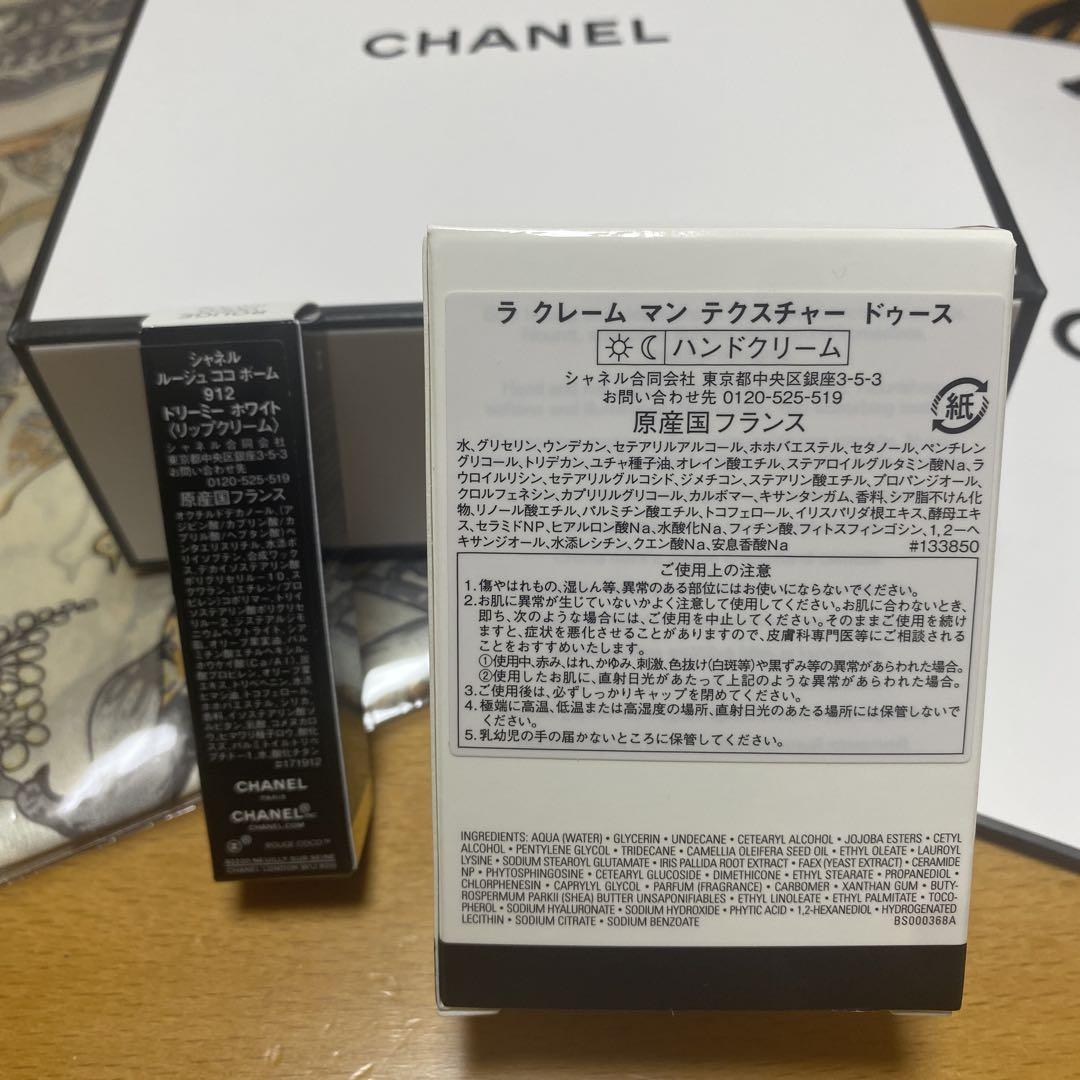 CHANEL
シャネル
ルージュ ココ ボーム
912
ドリーミー ホワイト
〈リップクリーム〉
シャネル合同会社
東京都中央区銀座3-5-3
お問い合わせ先
0120-525-519
原産国フランス
#171912
CHANEL
PARIS
CHANEL
CHANEL.COM
ROUGE COCO
ラ クレーム マン テクスチャー ドゥース
ハンドクリーム
シャネル合同会社 東京都中央区銀座3-5-3
お問い合わせ先 0120-525-519
紙
原産国フランス
水、グリセリン、ウンデカン、セテアリルアルコール、ホホバエステル、セタノール、ペンチレン
グリコール、トリデカン、ユチャ種子油、オレイン酸エチル、ステアロイルグルタミン酸Na、ラ
ウロイルリシン、セテアリルグルコシド、ジメチコン、ステアリン酸エチル、プロパンジオール、
クロルフェネシン、カプリリルグリコール、カルボマー、キサンタンガム、香料、シア脂不けん化
物、リノール酸エチル、パルミチン酸エチル、トコフェロール、イリスパリダ根エキス、酵母エキ
ス、セラミドNP、ヒアルロン酸Na、水酸化Na、フィチン酸、フィトスフィンゴシン、1,2-ヘ
キサンジオール、水添レシチン、クエン酸Na、安息香酸Na #133850
ご使用上の注意
1. 傷やはれもの、湿しん等、異常のある部位にはお使いにならないでください。
2. お肌に異常が生じていないかよく注意して使用してください。お肌に合わないとき、
即ち、次のような場合には、ご使用を中止してください。そのままご使用を続け
ますと、症状を悪化させることがありますので、皮膚科専門医等にご相談される
ことをおすすめいたします。
①使用中、赤み、はれ、かゆみ、刺激、色抜け(白斑等)や黒ずみ等の異常があらわれた場合。
②使用したお肌に、直射日光があたって上記のような異常があらわれた場合。
3. ご使用後は、必ずしっかりキャップを閉めてください。
4. 極端に高温、低温または高湿度の場所、直射日光のあたる場所には保管しないで
ください。
5. 乳幼児の手の届かないところに保管してください。
INGREDIENTS: AQUA (WATER) • GLYCERIN • UNDECANE • CETEARYL ALCOHOL • JOJOBA ESTERS • CETYL
ALCOHOL • PENTYLENE GLYCOL • TRIDECANE • CAMELLIA OLEIFERA SEED OIL • ETHYL OLEATE • LAUROYL
LYSINE • SODIUM STEAROYL GLUTAMATE • IRIS PALLIDA ROOT EXTRACT • FAEX (YEAST EXTRACT) • CERAMIDE
NP • PHYTOSPHINGOSINE • CETEARYL GLUCOSIDE • DIMETHICONE • ETHYL STEARATE • PROPANEDIOL •
CHLORPHENESIN • CAPRYLYL GLYCOL • PARFUM (FRAGRANCE) • CARBOMER • XANTHAN GUM • BUTY-
ROSPERMUM PARKII (SHEA) BUTTER UNSAPONIFIABLES • ETHYL LINOLEATE • ETHYL PALMITATE • TOCO-
PHEROL • SODIUM HYALURONATE • SODIUM HYDROXIDE • PHYTIC ACID • 1,2-HEXANEDIOL • HYDROGENATED
LECITHIN • SODIUM CITRATE • SODIUM BENZOATE BS000368A